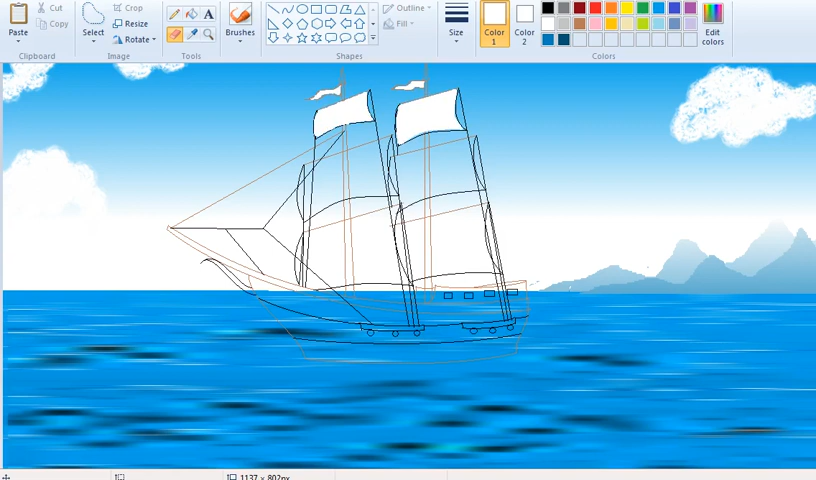 Cut
Copy
Paste
Clipboard
Select
Crop
Resize
Rotate
Image
A
Tools
Brushes
Outline
Fill
Shapes
Size
Color
1
Color
2
Edit
colors
Colors
1137 × 802px